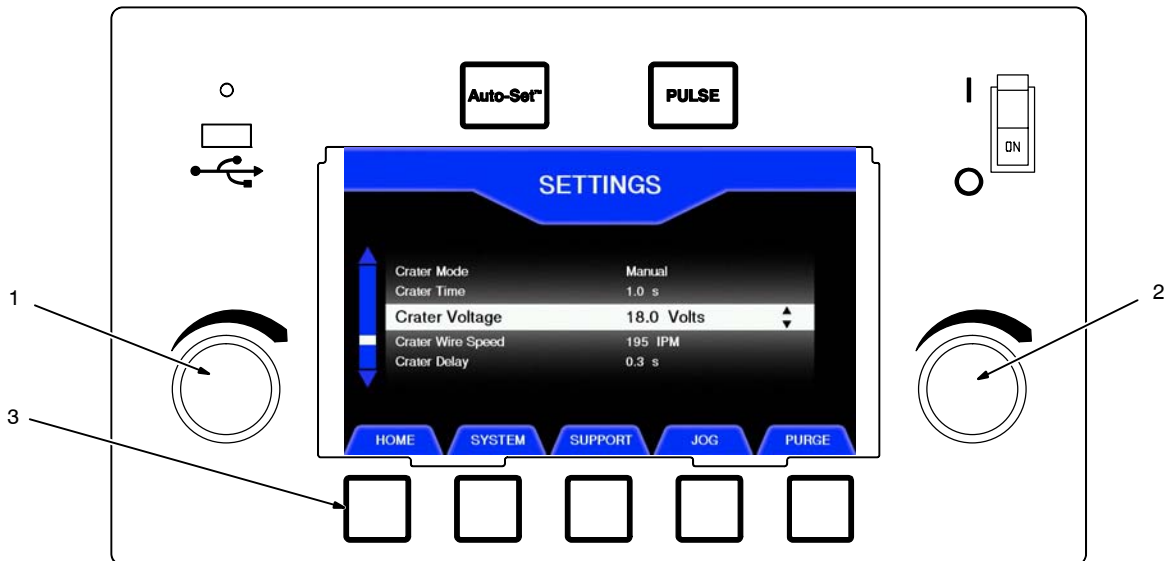 Auto-Set™ PULSE
I
ON
SETTINGS
Crater Mode Manual
Crater Time 1.0 s
Crater Voltage 18.0 Volts
Crater Wire Speed 195 IPM
Crater Delay 0.3 s
1
2
3
HOME SYSTEM SUPPORT JOG PURGE